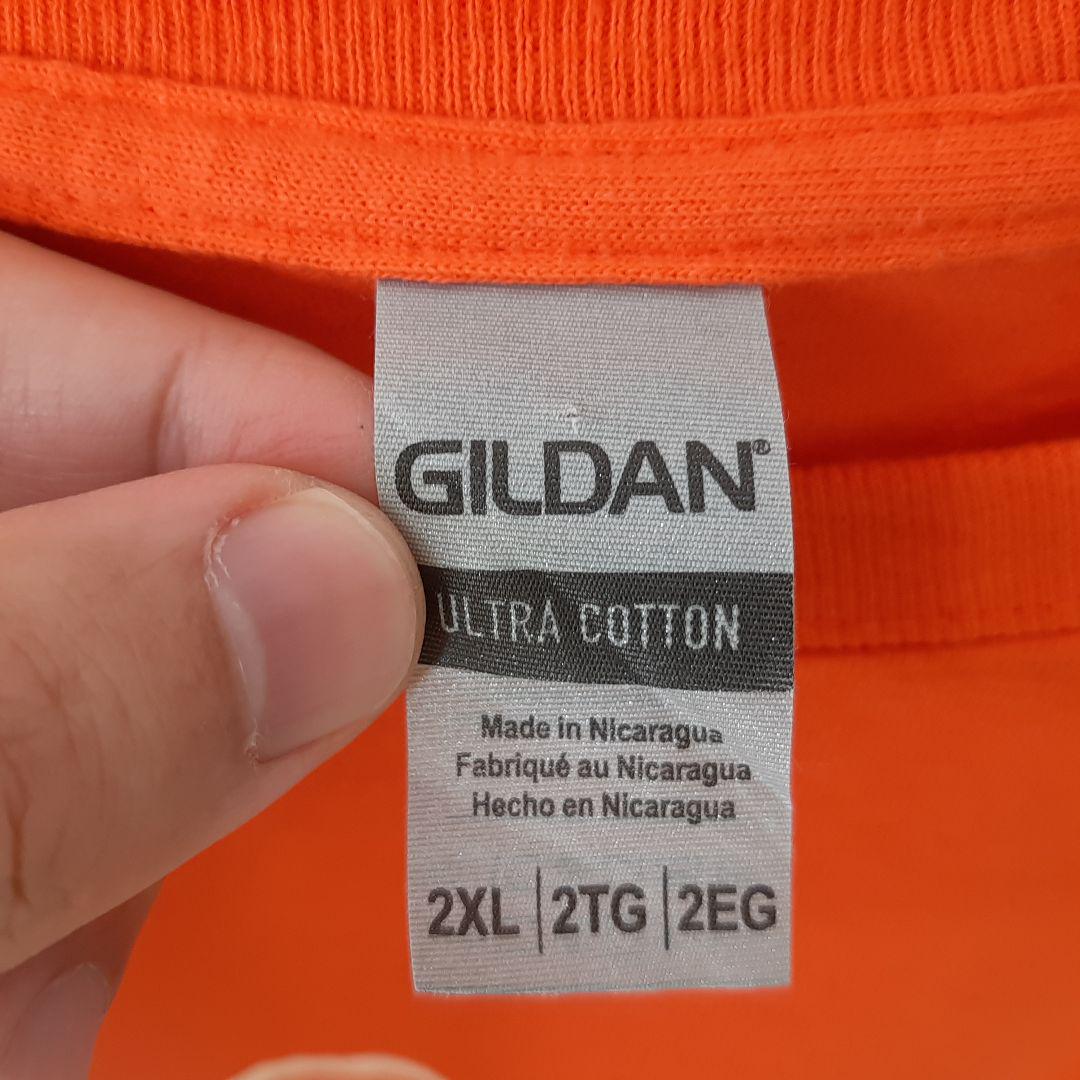 GILDAN®
ULTRA COTTON
Made in Nicaragua
Fabriqué au Nicaragua
Hecho en Nicaragua
2XL | 2TG | 2EG